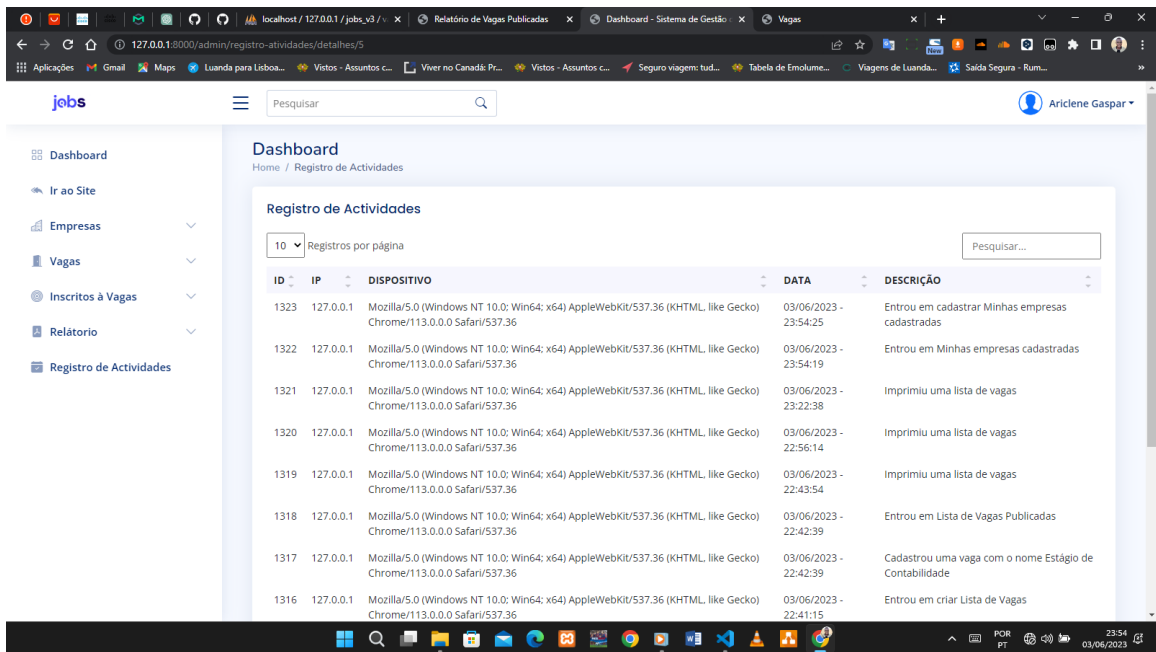 localhost / 127.0.0.1 / jobs_v3 / v
Relatório de Vagas Publicadas
Dashboard - Sistema de Gestão
Vagas
127.0.0.1:8000/admin/registro-atividades/detalhes/5
New
Aplicações
Gmail
YouTube
Maps
Luanda para Lisboa...
Vistos - Assuntos c...
Viver no Canadá: Pr...
Vistos - Assuntos c...
Seguro viagem: tud...
Tabela de Emolume...
Viagens de Luanda...
Saída Segura - Rum...
»
jobs
Pesquisar
Ariclene Gaspar
Dashboard
Ir ao Site
Empresas
Vagas
Inscritos à Vagas
Relátorio
Registro de Actividades
Dashboard
Home / Registro de Actividades
Registro de Actividades
10 Registros por página
Pesquisar...
ID IP DISPOSITIVO DATA DESCRIÇÃO
1323 127.0.0.1 Mozilla/5.0 (Windows NT 10.0; Win64; x64) AppleWebKit/537.36 (KHTML, like Gecko) 03/06/2023 - Entrou em cadastrar Minhas empresas
Chrome/113.0.0.0 Safari/537.36 23:54:25 cadastradas
1322 127.0.0.1 Mozilla/5.0 (Windows NT 10.0; Win64; x64) AppleWebKit/537.36 (KHTML, like Gecko) 03/06/2023 - Entrou em Minhas empresas cadastradas
Chrome/113.0.0.0 Safari/537.36 23:54:19
1321 127.0.0.1 Mozilla/5.0 (Windows NT 10.0; Win64; x64) AppleWebKit/537.36 (KHTML, like Gecko) 03/06/2023 - Imprimiu uma lista de vagas
Chrome/113.0.0.0 Safari/537.36 23:22:38
1320 127.0.0.1 Mozilla/5.0 (Windows NT 10.0; Win64; x64) AppleWebKit/537.36 (KHTML, like Gecko) 03/06/2023 - Imprimiu uma lista de vagas
Chrome/113.0.0.0 Safari/537.36 22:56:14
1319 127.0.0.1 Mozilla/5.0 (Windows NT 10.0; Win64; x64) AppleWebKit/537.36 (KHTML, like Gecko) 03/06/2023 - Imprimiu uma lista de vagas
Chrome/113.0.0.0 Safari/537.36 22:43:54
1318 127.0.0.1 Mozilla/5.0 (Windows NT 10.0; Win64; x64) AppleWebKit/537.36 (KHTML, like Gecko) 03/06/2023 - Entrou em Lista de Vagas Publicadas
Chrome/113.0.0.0 Safari/537.36 22:42:39
1317 127.0.0.1 Mozilla/5.0 (Windows NT 10.0; Win64; x64) AppleWebKit/537.36 (KHTML, like Gecko) 03/06/2023 - Cadastrou uma vaga com o nome Estágio de
Chrome/113.0.0.0 Safari/537.36 22:42:39 Contabilidade
1316 127.0.0.1 Mozilla/5.0 (Windows NT 10.0; Win64; x64) AppleWebKit/537.36 (KHTML, like Gecko) 03/06/2023 - Entrou em criar Lista de Vagas
Chrome/113.0.0.0 Safari/537.36 22:41:15
POR 23:54
PT 03/06/2023